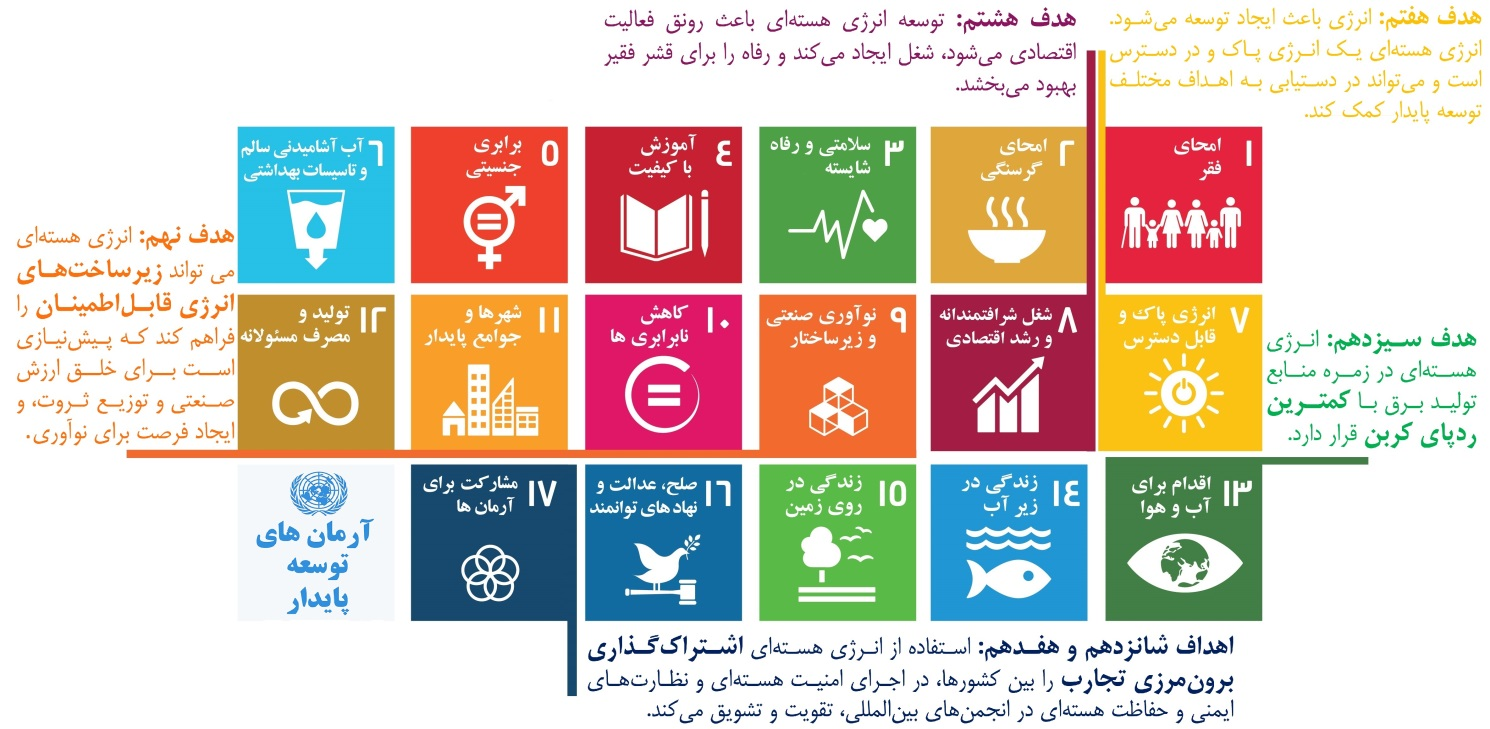 هدف هفتم: انرژی باعث ایجاد توسعه می‌شود.
انرژی هسته‌ای یک انرژی پاک و در دسترس
است و می‌تواند در دستیابی به اهداف مختلف
توسعه پایدار کمک کند.
هدف هشتم: توسعه انرژی هسته‌ای باعث رونق فعالیت
اقتصادی می‌شود، شغل ایجاد می‌کند و رفاه را برای قشر فقیر
بهبود می‌بخشد.
۱ امحای
فقر
۲ امحای
گرسنگی
۳ سلامتی و رفاه
شایسته
٤ آموزش
با کیفیت
۵ برابری
جنسیتی
٦ آب آشامیدنی سالم
و تاسیسات بهداشتی
۷ انرژی پاک و
قابل دسترس
۸ شغل شرافتمندانه
و رشد اقتصادی
۹ نوآوری صنعتی
و زیرساختار
۱۰ کاهش
نابرابری ها
۱۱ شهرها و
جوامع پایدار
۱۲ تولید و
مصرف مسئولانه
هدف نهم: انرژی هسته‌ای
می تواند زیرساخت‌های
انرژی قابل‌اطمینان را
فراهم کند که پیش‌نیازی
است برای خلق ارزش
صنعتی و توزیع ثروت، و
ایجاد فرصت برای نوآوری.
هدف سیزدهم: انرژی
هسته‌ای در زمره منابع
تولید برق با کمترین
ردپای کربن قرار دارد.
۱۳ اقدام برای
آب و هوا
۱٤ زندگی در
زیر آب
۱۵ زندگی در
روی زمین
۱٦ صلح، عدالت و
نهادهای توانمند
۱۷ مشارکت برای
آرمان ها
آرمان های
توسعه
پایدار
اهداف شانزدهم و هفدهم: استفاده از انرژی هسته‌ای اشتراک‌گذاری
برون‌مرزی تجارب را بین کشورها، در اجرای امنیت هسته‌ای و نظارت‌های
ایمنی و حفاظت هسته‌ای در انجمن‌های بین‌المللی، تقویت و تشویق می‌کند.